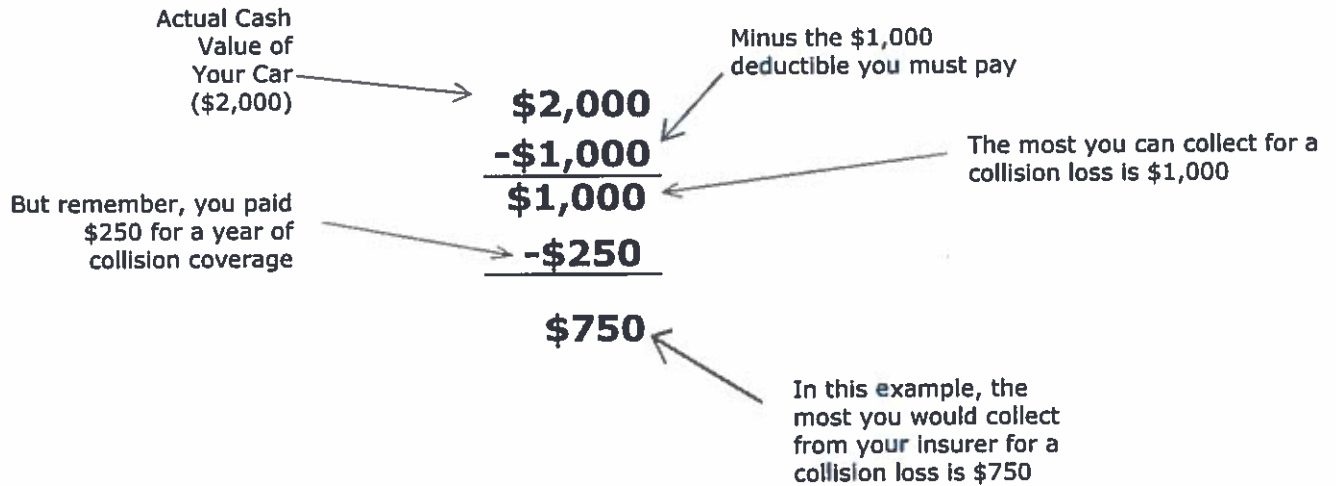 Actual Cash
Value of
Your Car
($2,000)
Minus the $1,000
deductible you must pay
$2,000
-$1,000
The most you can collect for a
collision loss is $1,000
$1,000
But remember, you paid
$250 for a year of
collision coverage
-$250
$750
In this example, the
most you would collect
from your insurer for a
collision loss is $750